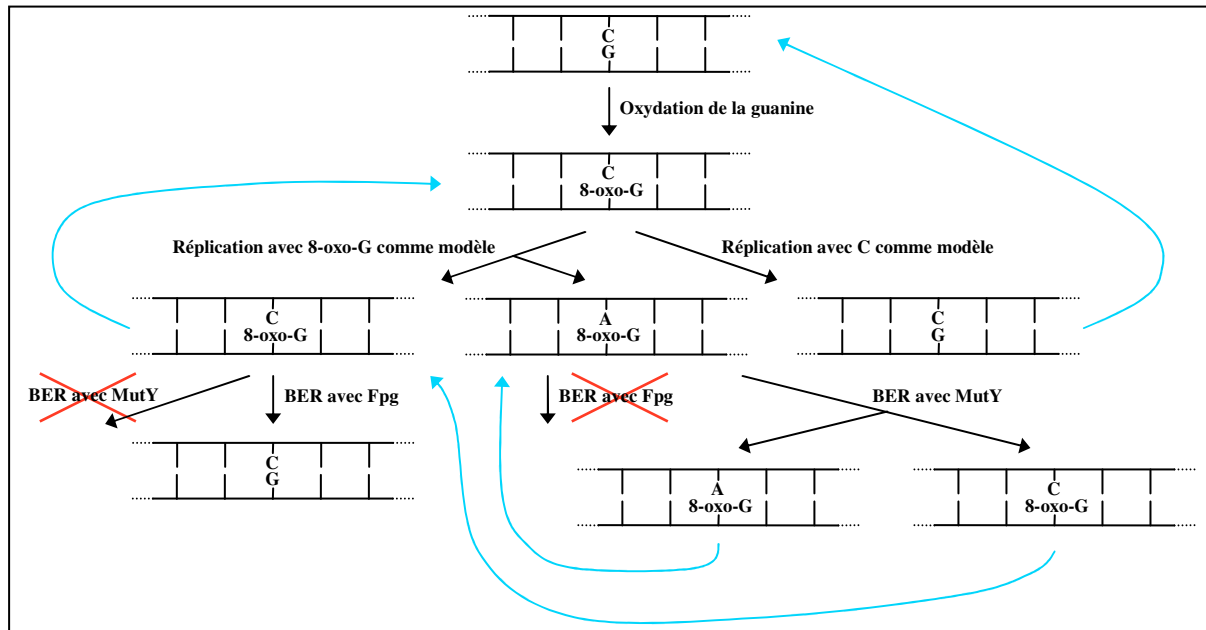 C
G
Oxydation de la guanine
C
8-oxo-G
Réplication avec 8-oxo-G comme modèle
Réplication avec C comme modèle
C
8-oxo-G
A
8-oxo-G
C
G
BER avec MutY
BER avec Fpg
BER avec Fpg
BER avec MutY
C
G
A
8-oxo-G
C
8-oxo-G